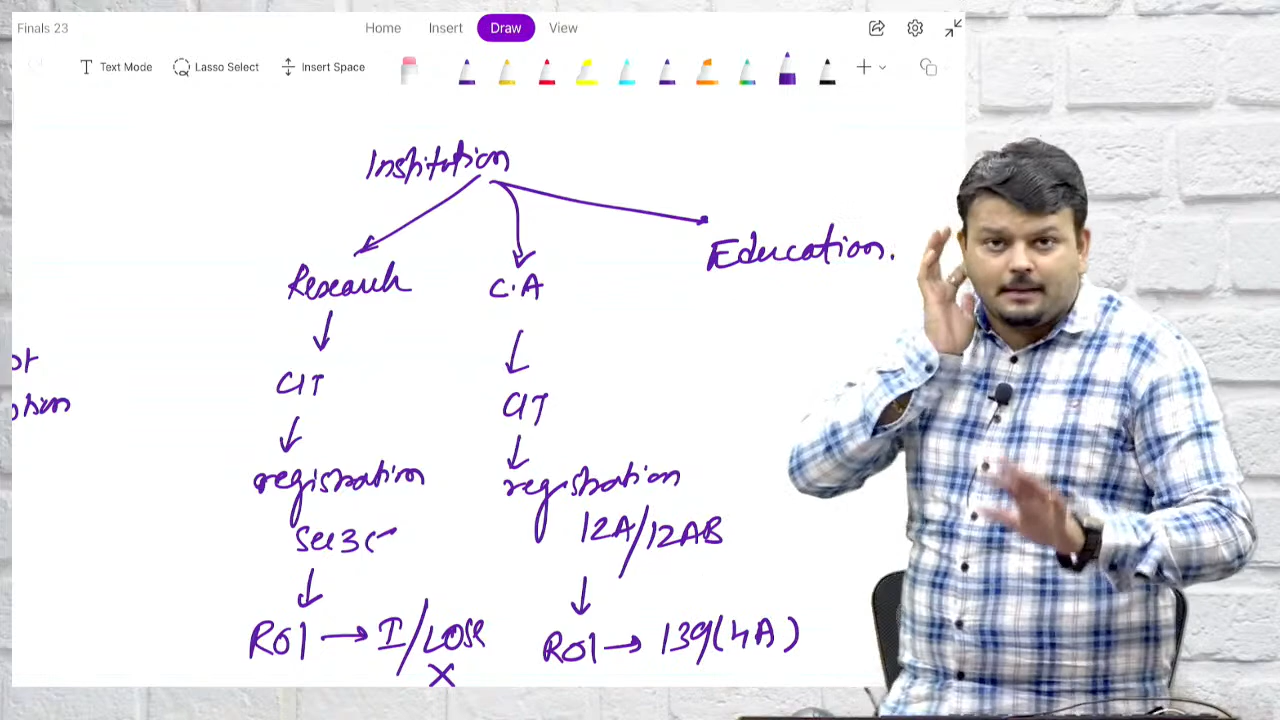 Finals 23
Home Insert Draw View
Text Mode Lasso Select Insert Space
Institution
Research C.A Education.
CIT CIT
registration registration
Sec 35 12A/12AB
ROI → I/Loss ROI → 139(4A)
X